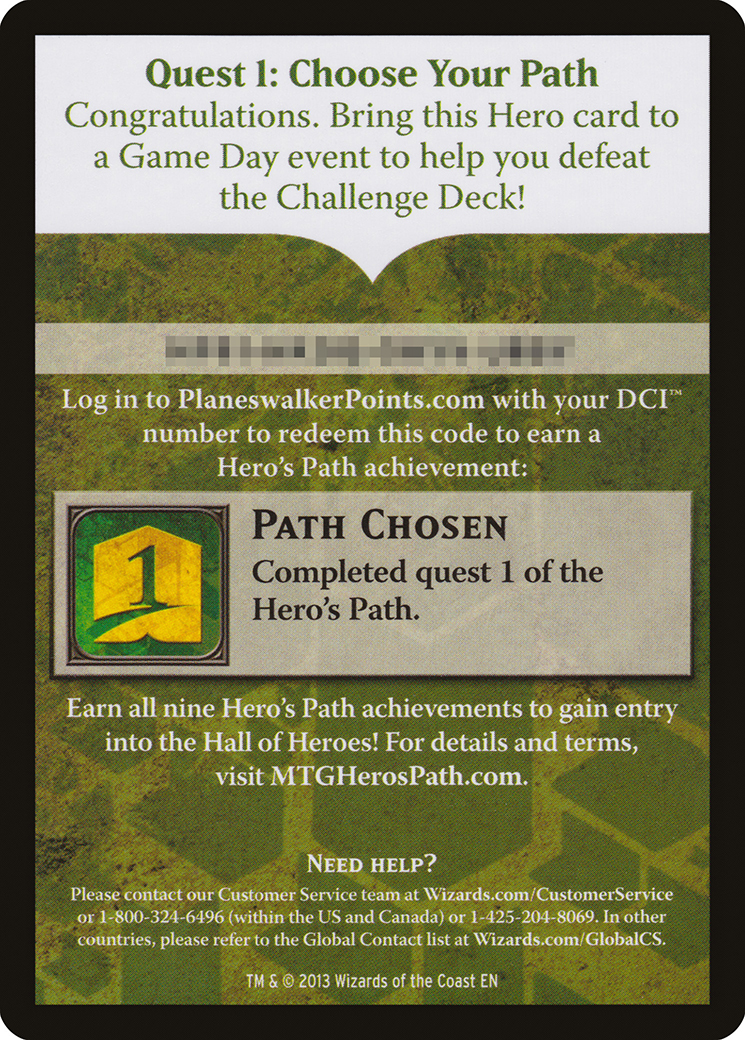 Quest 1: Choose Your Path
Congratulations. Bring this Hero card to
a Game Day event to help you defeat
the Challenge Deck!
Log in to PlaneswalkerPoints.com with your DCI™
number to redeem this code to earn a
Hero's Path achievement:
1
PATH CHOSEN
Completed quest 1 of the
Hero's Path.
Earn all nine Hero's Path achievements to gain entry
into the Hall of Heroes! For details and terms,
visit MTGHerosPath.com.
NEED HELP?
Please contact our Customer Service team at Wizards.com/CustomerService
or 1-800-324-6496 (within the US and Canada) or 1-425-204-8069. In other
countries, please refer to the Global Contact list at Wizards.com/GlobalCS.
TM & © 2013 Wizards of the Coast EN